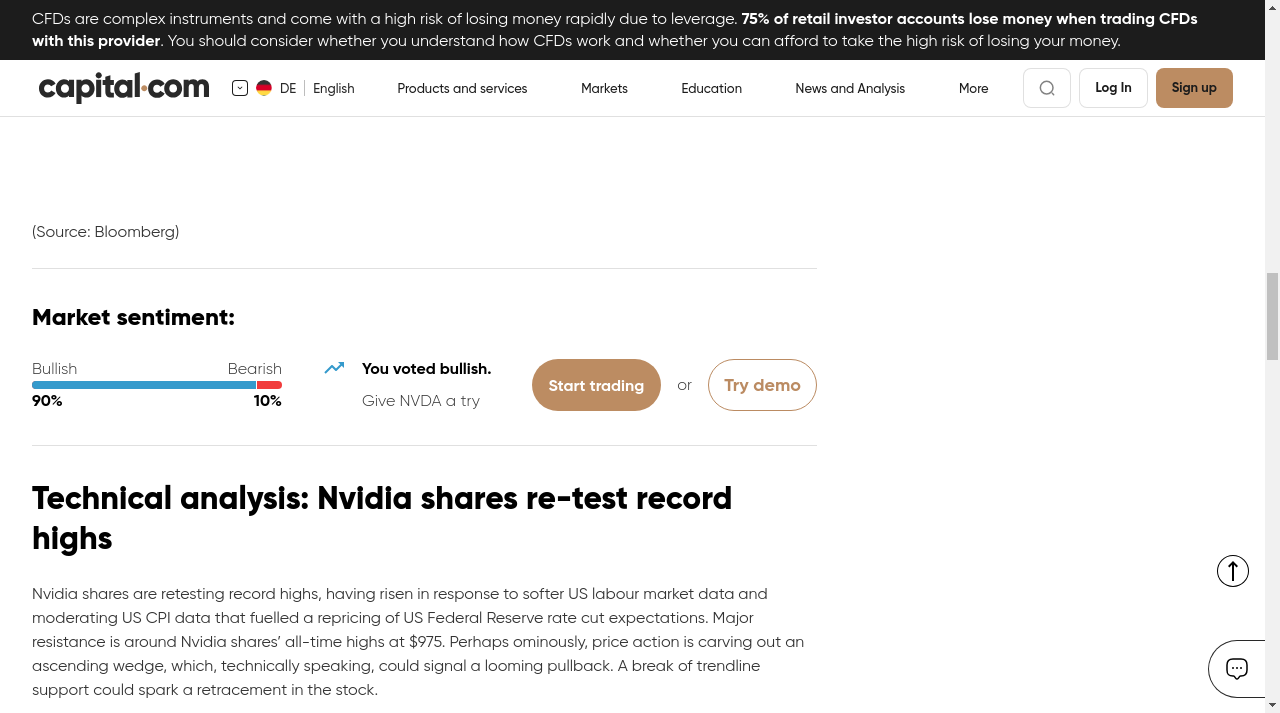 CFDs are complex instruments and come with a high risk of losing money rapidly due to leverage. 75% of retail investor accounts lose money when trading CFDs
with this provider. You should consider whether you understand how CFDs work and whether you can afford to take the high risk of losing your money.
capital.com DE English Products and services Markets Education News and Analysis More Log In Sign up
(Source: Bloomberg)
Market sentiment:
Bullish Bearish You voted bullish.
90% 10% Give NVDA a try
Start trading or Try demo
Technical analysis: Nvidia shares re-test record
highs
Nvidia shares are retesting record highs, having risen in response to softer US labour market data and
moderating US CPI data that fuelled a repricing of US Federal Reserve rate cut expectations. Major
resistance is around Nvidia shares’ all-time highs at $975. Perhaps ominously, price action is carving out an
ascending wedge, which, technically speaking, could signal a looming pullback. A break of trendline
support could spark a retracement in the stock.